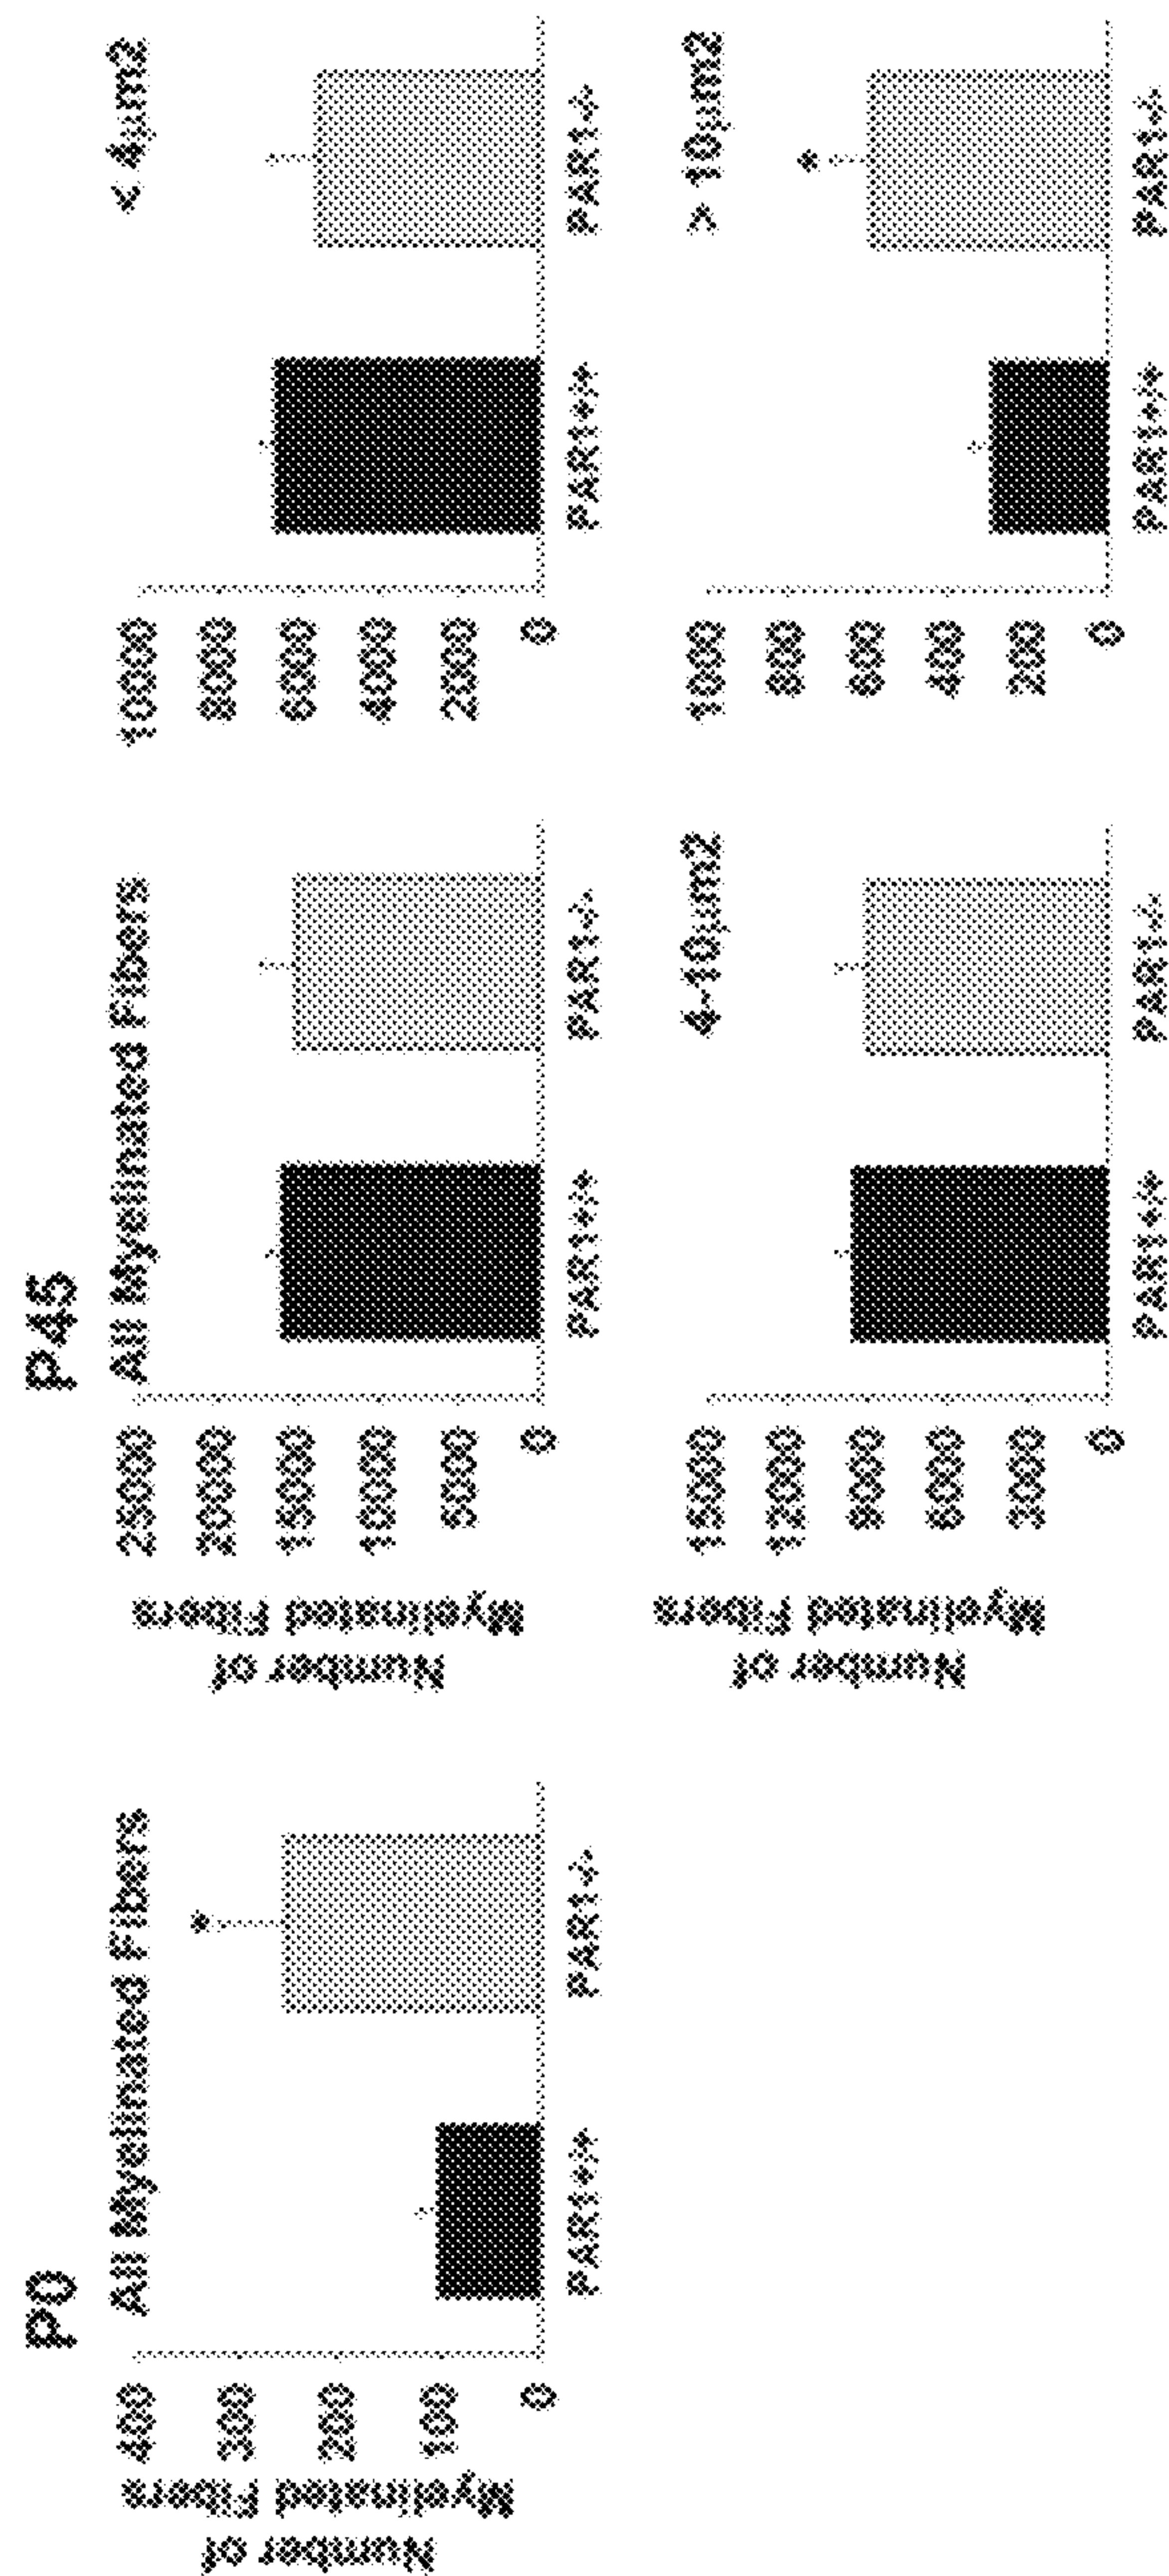 P0
All Myelinated Fibers
Number of
Myelinated Fibers
400
300
200
100
0
PAR1+/+
PAR1-/-
P45
All Myelinated Fibers
Number of
Myelinated Fibers
25000
20000
15000
10000
5000
0
PAR1+/+
PAR1-/-
< 4µm2
10000
8000
6000
4000
2000
0
PAR1+/+
PAR1-/-
4-10µm2
Number of
Myelinated Fibers
15000
12000
9000
6000
3000
0
PAR1+/+
PAR1-/-
> 10µm2
1000
800
600
400
200
0
*
*
PAR1+/+
PAR1-/-